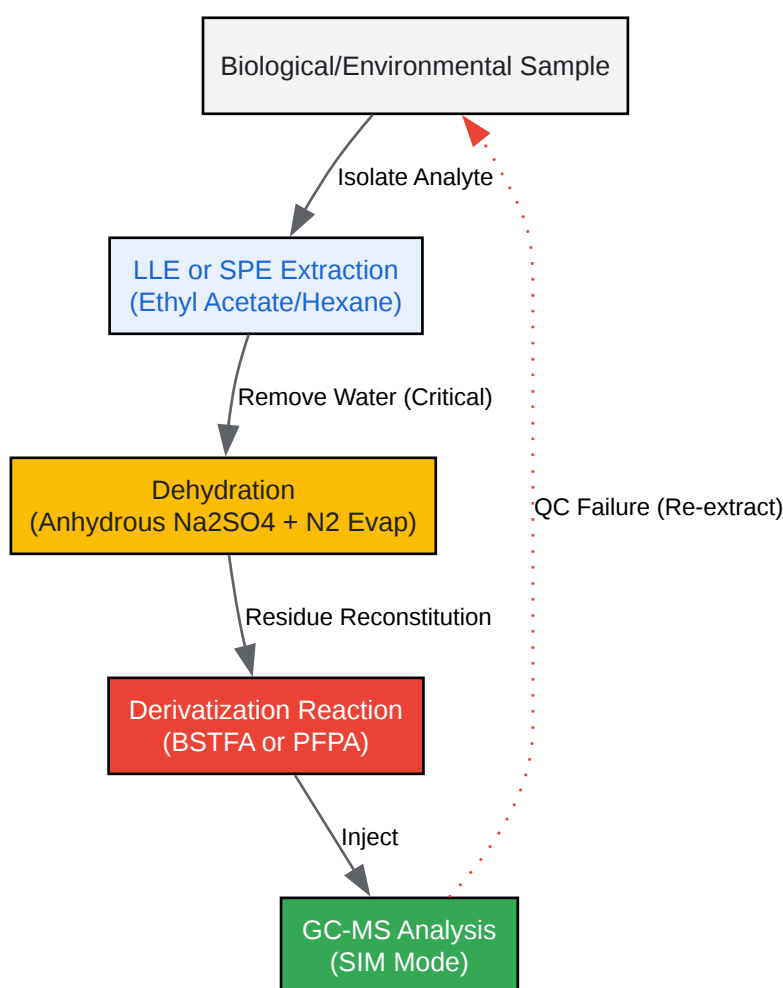 Biological/Environmental Sample
Isolate Analyte
LLE or SPE Extraction
(Ethyl Acetate/Hexane)
Remove Water (Critical)
Dehydration
(Anhydrous Na2SO4 + N2 Evap)
QC Failure (Re-extract)
Residue Reconstitution
Derivatization Reaction
(BSTFA or PFPA)
Inject
GC-MS Analysis
(SIM Mode)